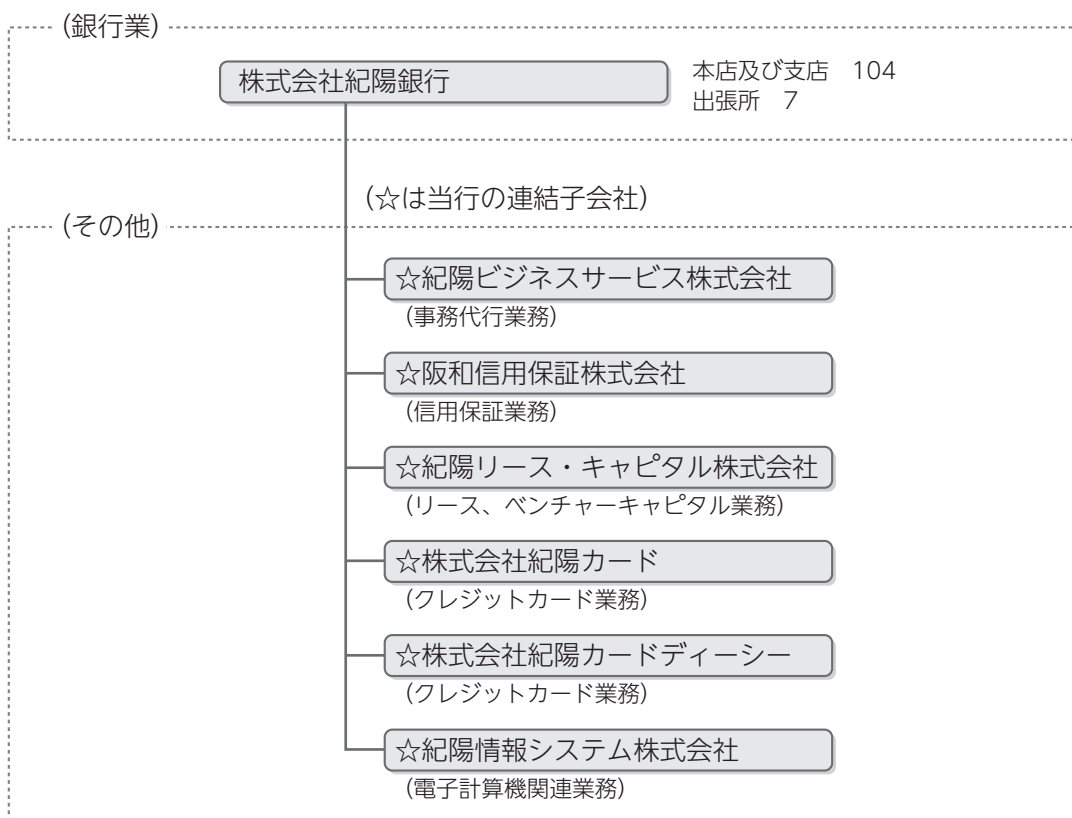 (銀行業)
株式会社紀陽銀行
本店及び支店　104
出張所　7
(☆は当行の連結子会社)
(その他)
☆紀陽ビジネスサービス株式会社
(事務代行業務)
☆阪和信用保証株式会社
(信用保証業務)
☆紀陽リース・キャピタル株式会社
(リース、ベンチャーキャピタル業務)
☆株式会社紀陽カード
(クレジットカード業務)
☆株式会社紀陽カードディーシー
(クレジットカード業務)
☆紀陽情報システム株式会社
(電子計算機関連業務)